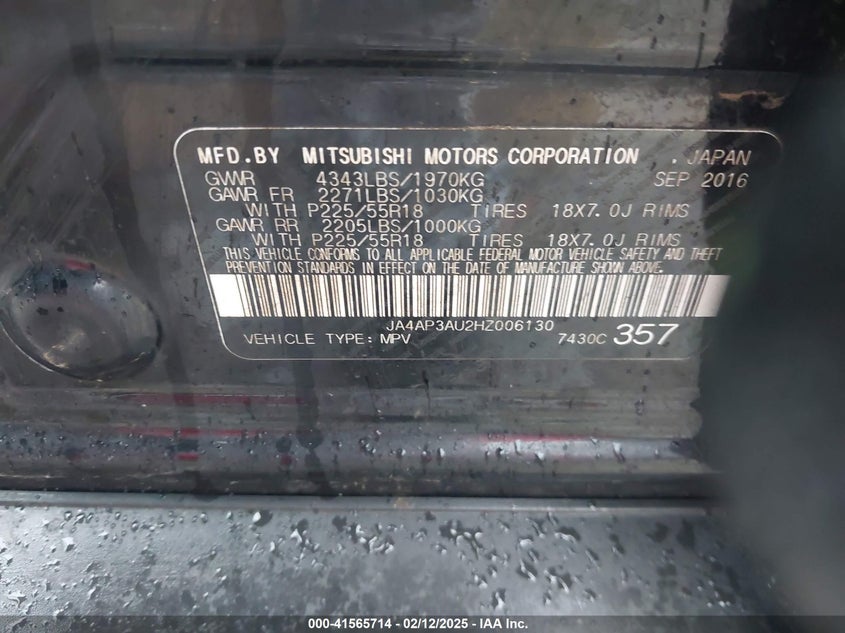 MFD.BY MITSUBISHI MOTORS CORPORATION . JAPAN
GVWR 4343LBS/1970KG SEP 2016
GAWR FR 2271LBS/1030KG
WITH P225/55R18 TIRES 18X7.0J RIMS
GAWR RR 2205LBS/1000KG
WITH P225/55R18 TIRES 18X7.0J RIMS
THIS VEHICLE CONFORMS TO ALL APPLICABLE FEDERAL MOTOR VEHICLE SAFETY AND THEFT
PREVENTION STANDARDS IN EFFECT ON THE DATE OF MANUFACTURE SHOWN ABOVE.
JA4AP3AU2HZ006130
VEHICLE TYPE: MPV 7430C 357
000-41565714 - 02/12/2025 - IAA Inc.